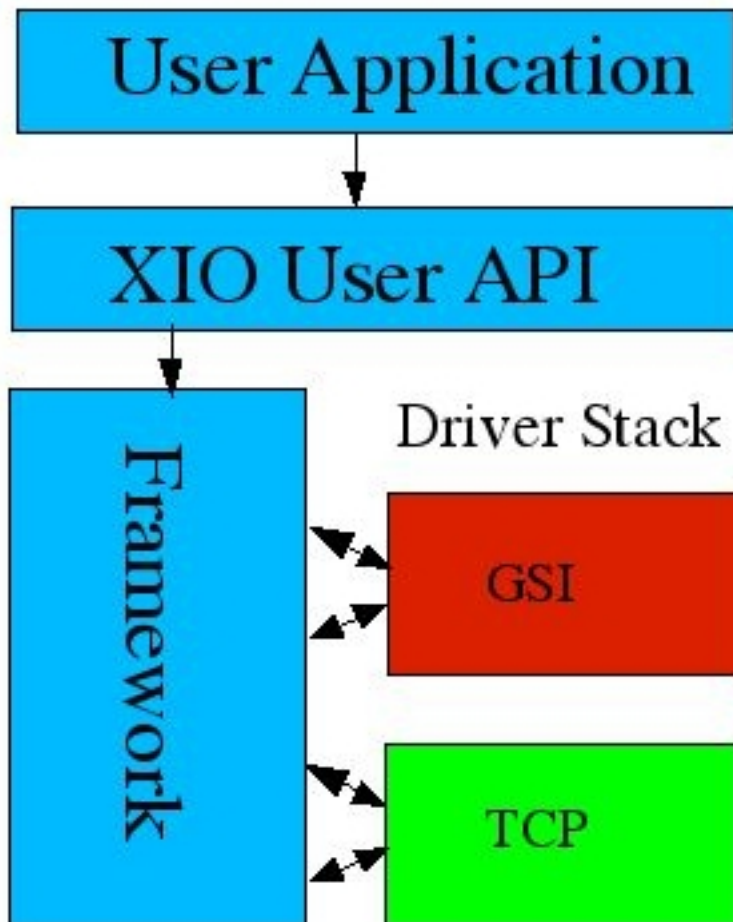 User Application
XIO User API
Framework
Driver Stack
GSI
TCP